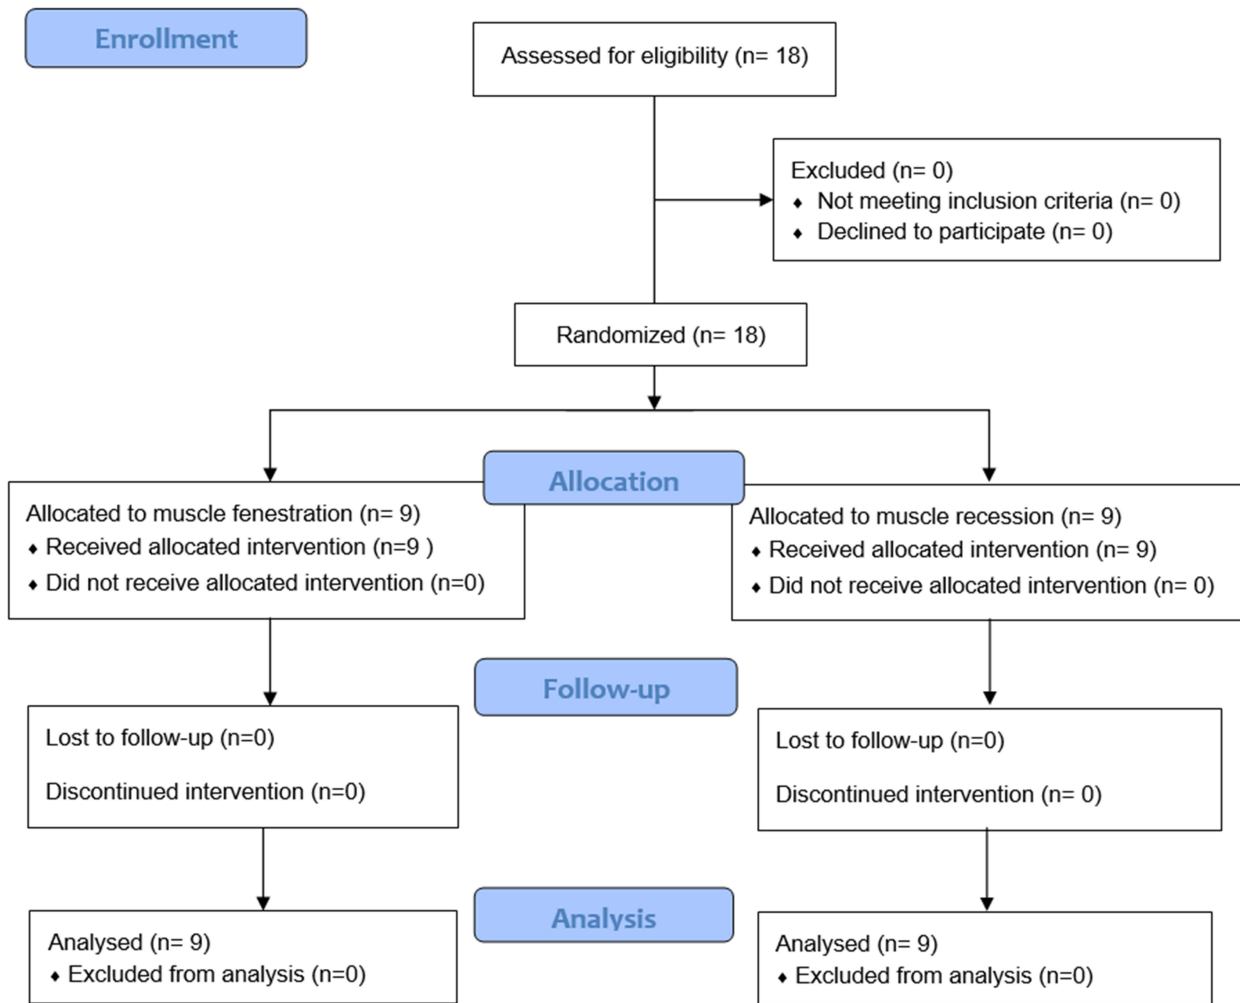 Enrollment
Assessed for eligibility (n= 18)
Excluded (n= 0)
♦ Not meeting inclusion criteria (n= 0)
♦ Declined to participate (n= 0)
Randomized (n= 18)
Allocation
Allocated to muscle fenestration (n= 9)
♦ Received allocated intervention (n=9 )
♦ Did not receive allocated intervention (n=0)
Allocated to muscle recession (n= 9)
♦ Received allocated intervention (n= 9)
♦ Did not receive allocated intervention (n= 0)
Follow-up
Lost to follow-up (n=0)
Discontinued intervention (n=0)
Lost to follow-up (n=0)
Discontinued intervention (n= 0)
Analysis
Analysed (n= 9)
♦ Excluded from analysis (n=0)
Analysed (n= 9)
♦ Excluded from analysis (n=0)